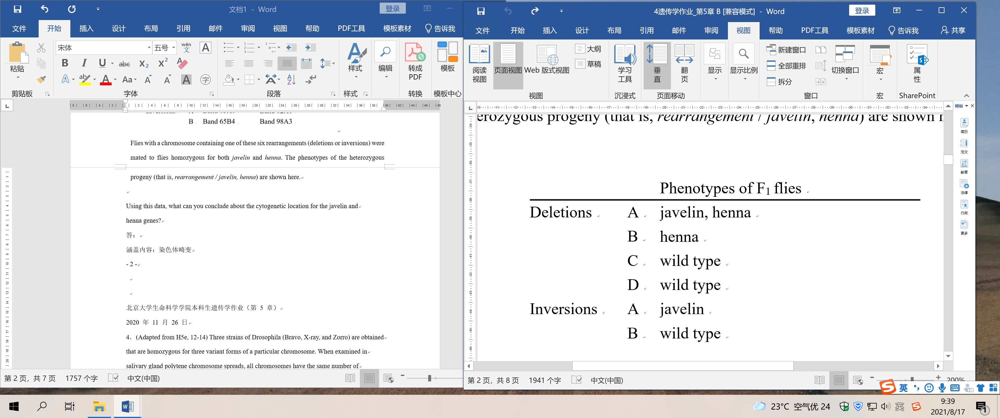 文档1 - Word
登录
文件 开始 插入 设计 布局 引用 邮件 审阅 视图 帮助 PDF工具 模板素材 告诉我
宋体 五号
粘贴
样式 编辑 转成 PDF 模板
剪贴板 字体 段落 样式 转换 模板中心
B Band 65B4 Band 98A3
Flies with a chromosome containing one of these six rearrangements (deletions or inversions) were
mated to flies homozygous for both javelin and henna. The phenotypes of the heterozygous
progeny (that is, rearrangement / javelin, henna) are shown here.
Using this data, what can you conclude about the cytogenetic location for the javelin and
henna genes?
答：
涵盖内容：染色体畸变
- 2 -
北京大学生命科学学院本科生遗传学作业（第 5 章）
2020 年 11 月 26 日
4．(Adapted from H5e, 12-14) Three strains of Drosophila (Bravo, X-ray, and Zorro) are obtained
that are homozygous for three variant forms of a particular chromosome. When examined in
salivary gland polytene chromosome spreads, all chromosomes have the same number of
第 2 页，共 7 页 1757 个字 中文(中国)
4遗传学作业_第5章 B [兼容模式] - Word
登录
文件 开始 插入 设计 布局 引用 邮件 审阅 视图 帮助 PDF工具 模板素材 告诉我 共享
阅读视图 页面视图 Web 版式视图 大纲 草稿 学习工具 垂直 翻页 显示 显示比例 新建窗口 全部重排 拆分 切换窗口 宏 属性
视图 沉浸式 页面移动 窗口 宏 SharePoint
模板
erozygous progeny (that is, rearrangement / javelin, henna) are shown
Phenotypes of F1 flies
Deletions A javelin, henna
B henna
C wild type
D wild type
Inversions A javelin
B wild type
简历
范文
教育
法律
行政
更多
第 2 页，共 8 页 1941 个字 中文(中国) 200%
英
23°C 空气优 24 英 9:39
2021/8/17
1